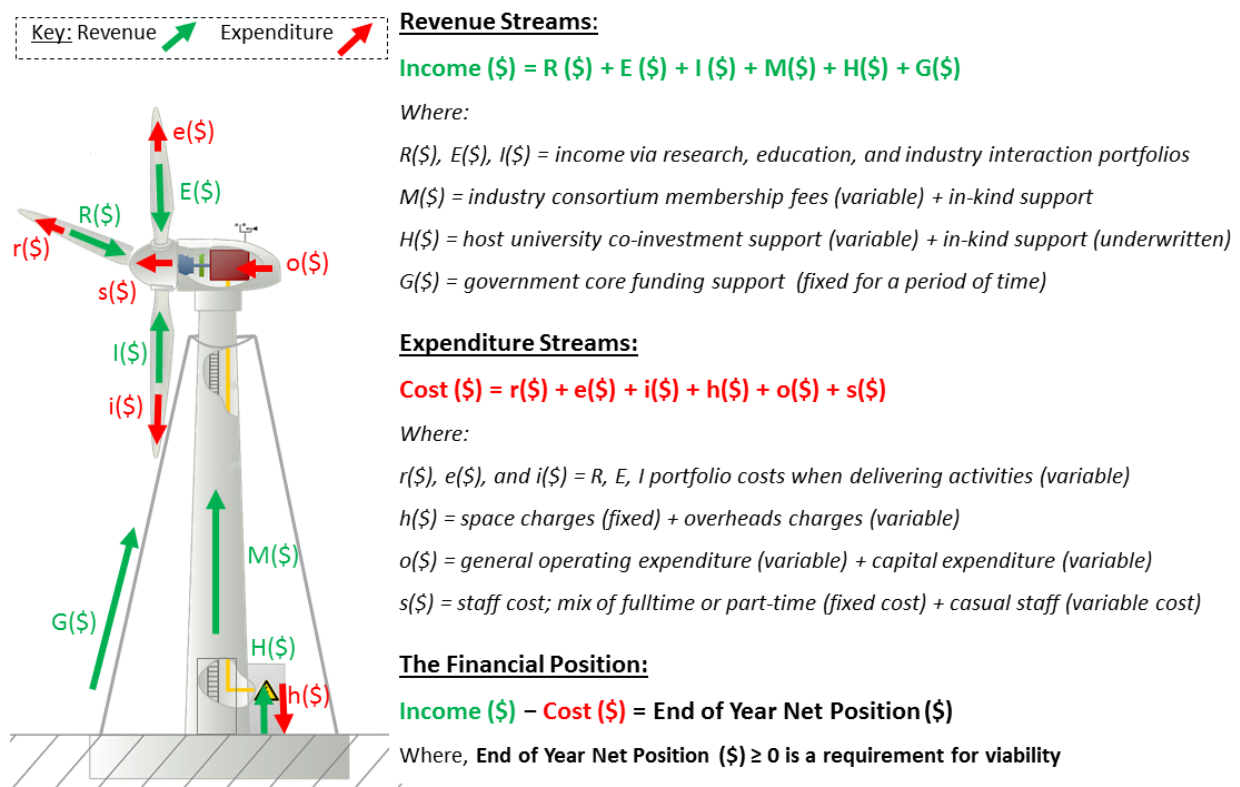 Key: Revenue Expenditure
e($)
E($)
R($)
r($)
o($)
s($)
I($)
i($)
M($)
G($)
H($)
h($)
Revenue Streams:
Income ($) = R ($) + E ($) + I ($) + M($) + H($) + G($)
Where:
R($), E($), I($) = income via research, education, and industry interaction portfolios
M($) = industry consortium membership fees (variable) + in-kind support
H($) = host university co-investment support (variable) + in-kind support (underwritten)
G($) = government core funding support (fixed for a period of time)
Expenditure Streams:
Cost ($) = r($) + e($) + i($) + h($) + o($) + s($)
Where:
r($), e($), and i($) = R, E, I portfolio costs when delivering activities (variable)
h($) = space charges (fixed) + overheads charges (variable)
o($) = general operating expenditure (variable) + capital expenditure (variable)
s($) = staff cost; mix of fulltime or part-time (fixed cost) + casual staff (variable cost)
The Financial Position:
Income ($) − Cost ($) = End of Year Net Position ($)
Where, End of Year Net Position ($) ≥ 0 is a requirement for viability